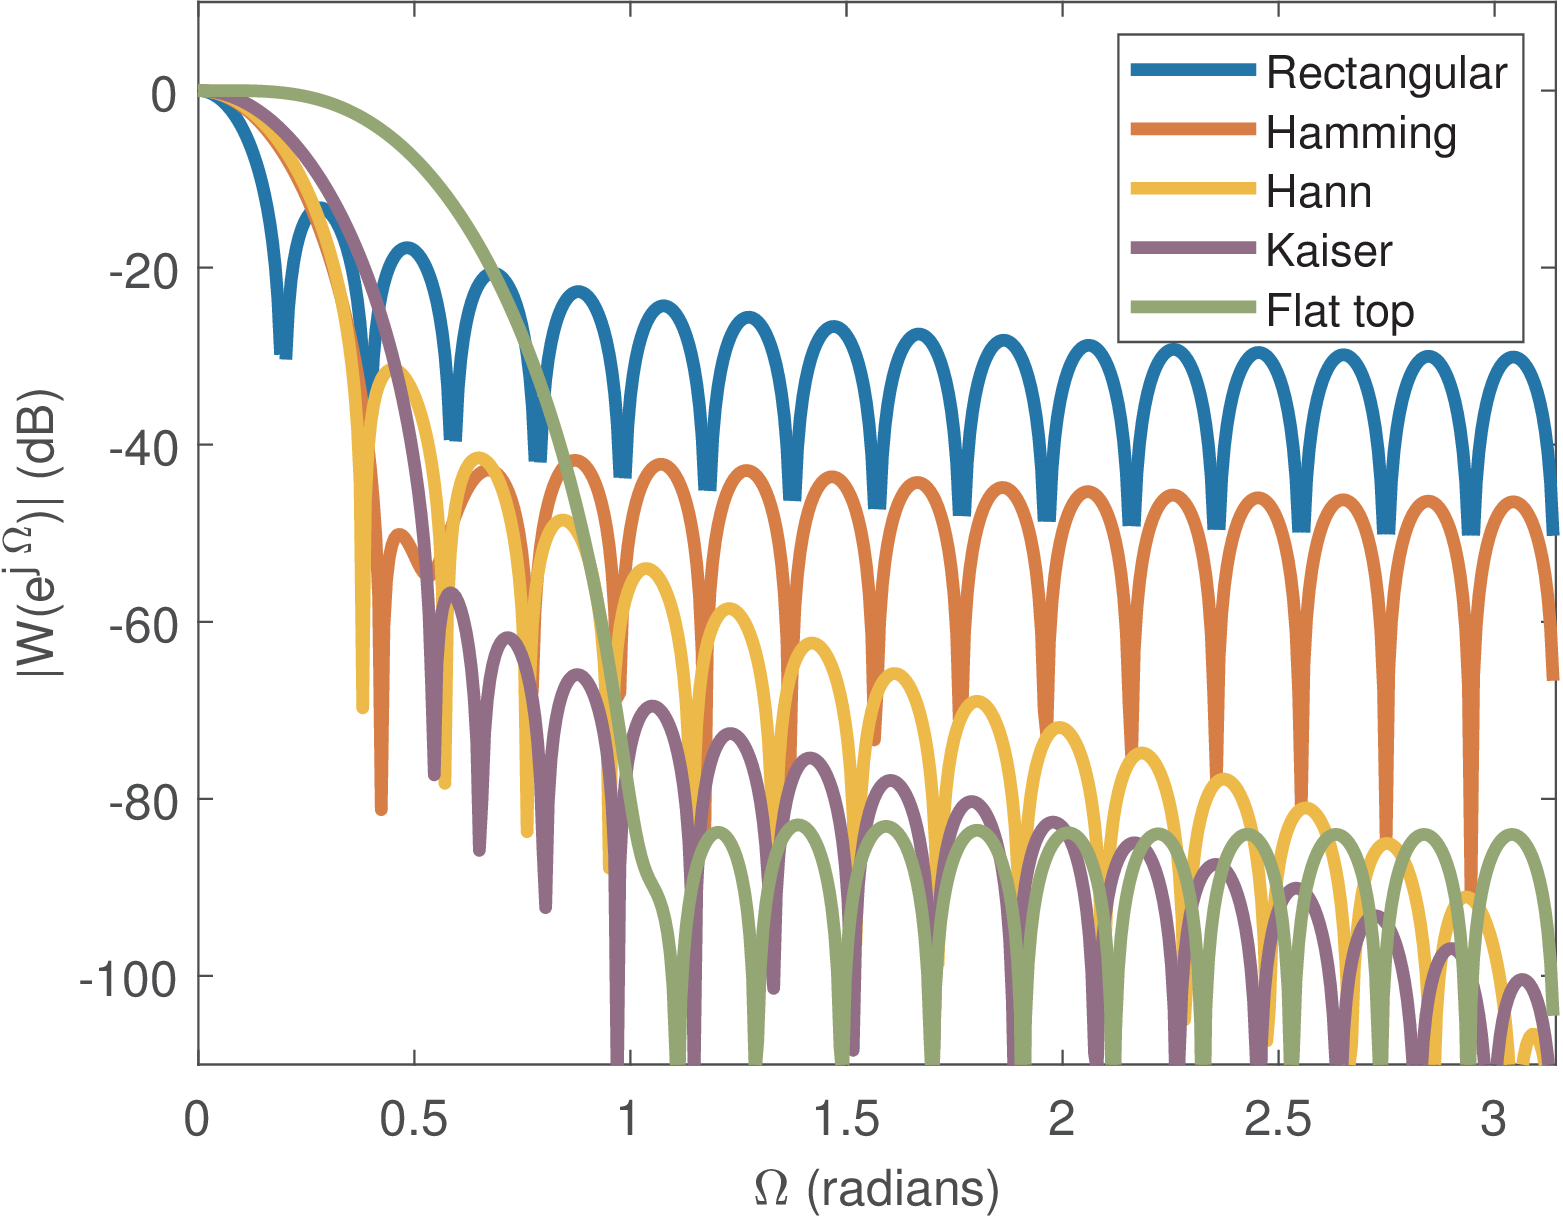 Rectangular
Hamming
Hann
Kaiser
Flat top
0
-20
-40
-60
-80
-100
|W(e^{j Ω})| (dB)
0 0.5 1 1.5 2 2.5 3
Ω (radians)